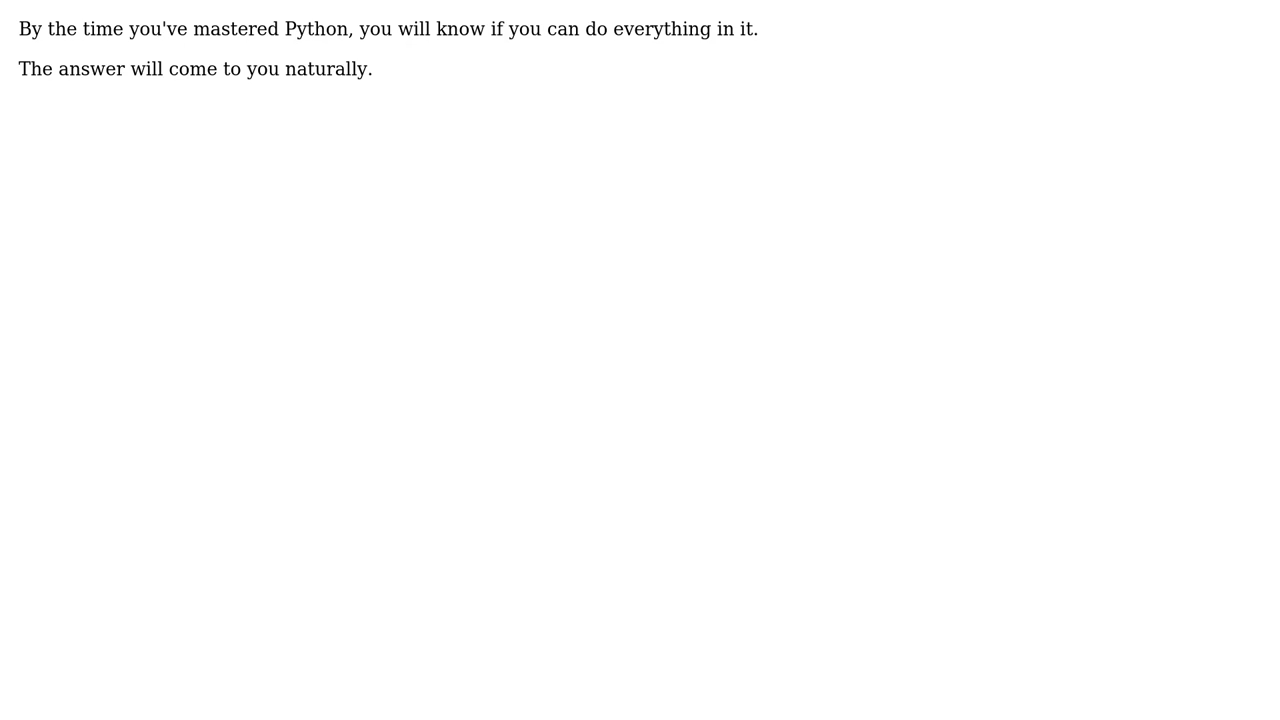 By the time you've mastered Python, you will know if you can do everything in it.
The answer will come to you naturally.